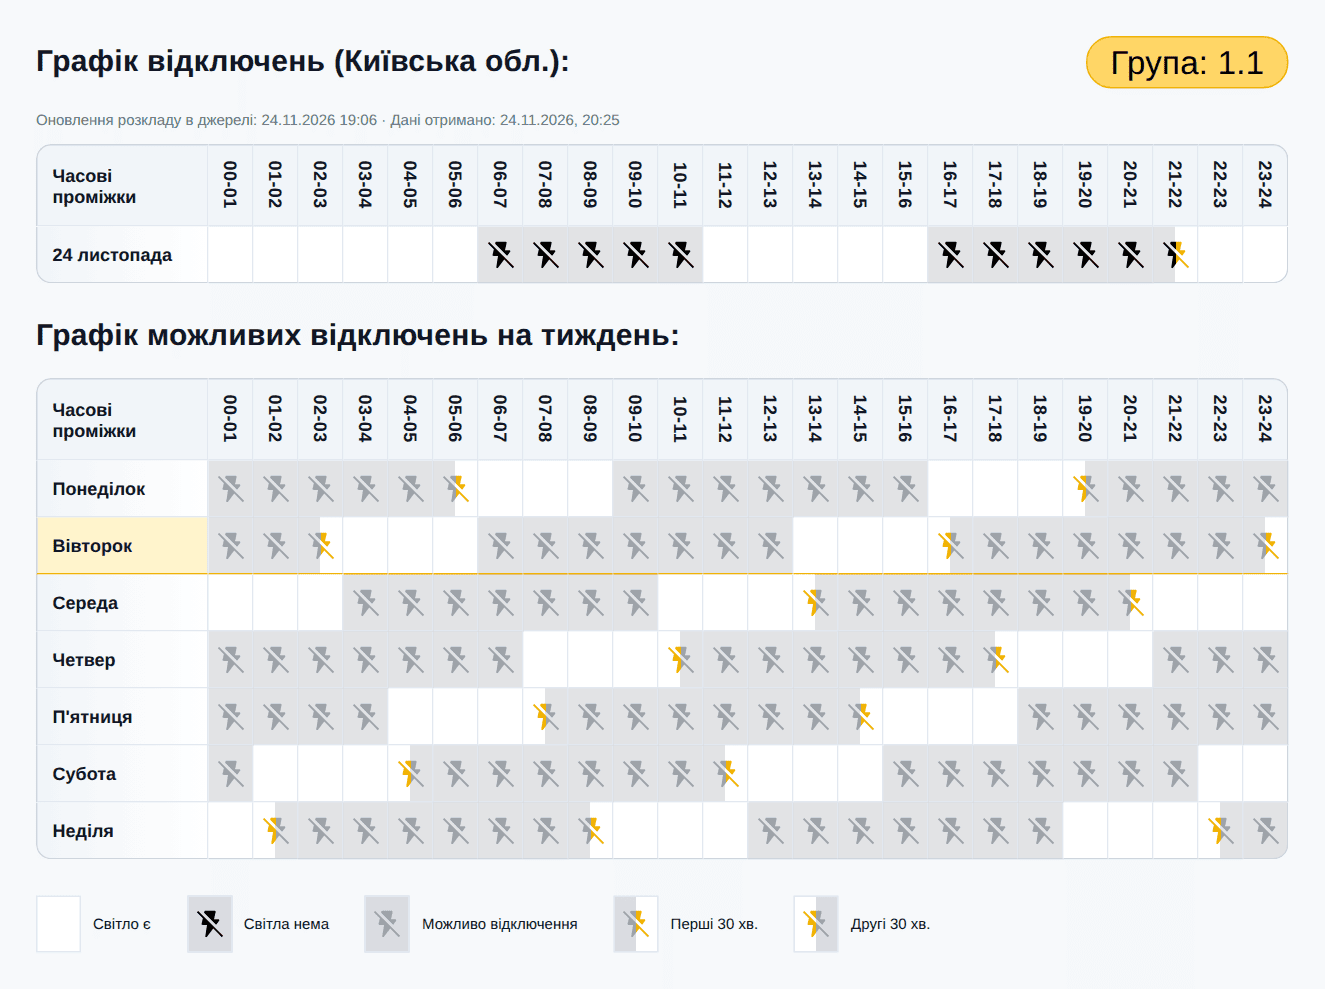 Графік відключень (Київська обл.):
Група: 1.1
Оновлення розкладу в джерелі: 24.11.2026 19:06 · Дані отримано: 24.11.2026, 20:25
Часові
проміжки
00-01 01-02 02-03 03-04 04-05 05-06 06-07 07-08 08-09 09-10 10-11 11-12 12-13 13-14 14-15 15-16 16-17 17-18 18-19 19-20 20-21 21-22 22-23 23-24
24 листопада
Графік можливих відключень на тиждень:
Часові
проміжки
00-01 01-02 02-03 03-04 04-05 05-06 06-07 07-08 08-09 09-10 10-11 11-12 12-13 13-14 14-15 15-16 16-17 17-18 18-19 19-20 20-21 21-22 22-23 23-24
Понеділок
Вівторок
Середа
Четвер
П'ятниця
Субота
Неділя
Світло є
Світла нема
Можливо відключення
Перші 30 хв.
Другі 30 хв.